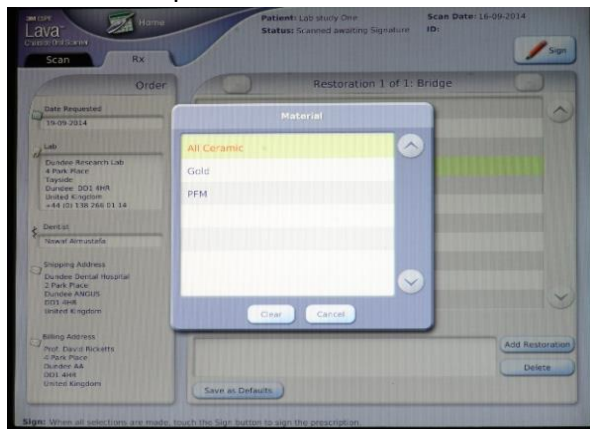 3M ESPE
Lava™
Chairside Oral Scanner
Home
Patient: Lab study One
Scan Date: 16-09-2014
Status: Scanned awaiting Signature
ID:
Sign
Scan
Rx
Order
Restoration 1 of 1: Bridge
Date Requested
19-09-2014
Lab
Dundee Research Lab
4 Park Place
Tayside
Dundee DD1 4HR
United Kingdom
+44 (0) 138 266 01 14
Dentist
Nawaf Almustafa
Shipping Address
Dundee Dental Hospital
2 Park Place
Dundee ANGUS
DD1 4HR
United Kingdom
Billing Address
Prof. David Ricketts
4 Park Place
Dundee AA
DD1 4HR
United Kingdom
Material
All Ceramic
Gold
PFM
Clear
Cancel
Add Restoration
Delete
Save as Defaults
Sign: When all selections are made, touch the Sign button to sign the prescription.